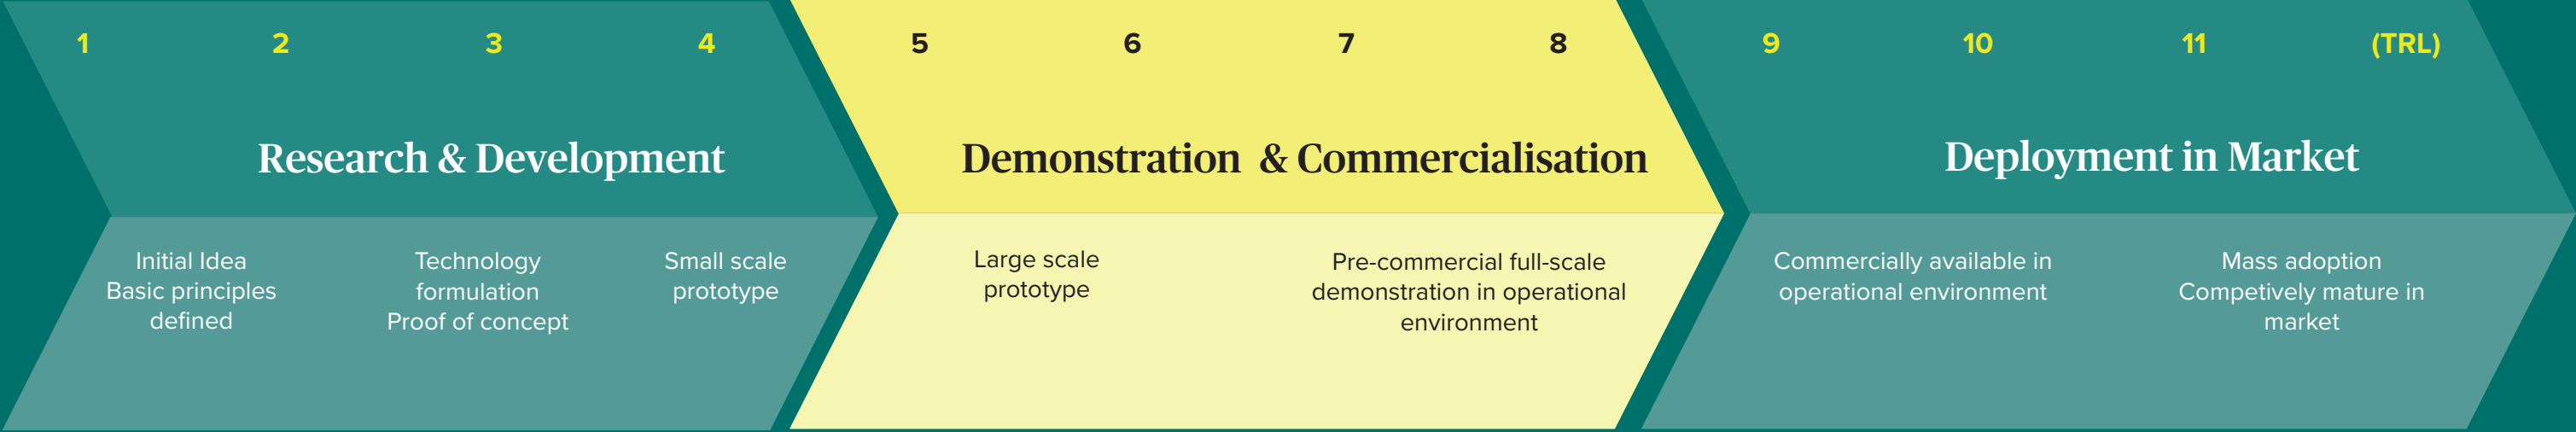 1 2 3 4 5 6 7 8 9 10 11 (TRL)
Research & Development
Demonstration & Commercialisation
Deployment in Market
Initial Idea
Basic principles
defined
Technology
formulation
Proof of concept
Small scale
prototype
Large scale
prototype
Pre-commercial full-scale
demonstration in operational
environment
Commercially available in
operational environment
Mass adoption
Competively mature in
market